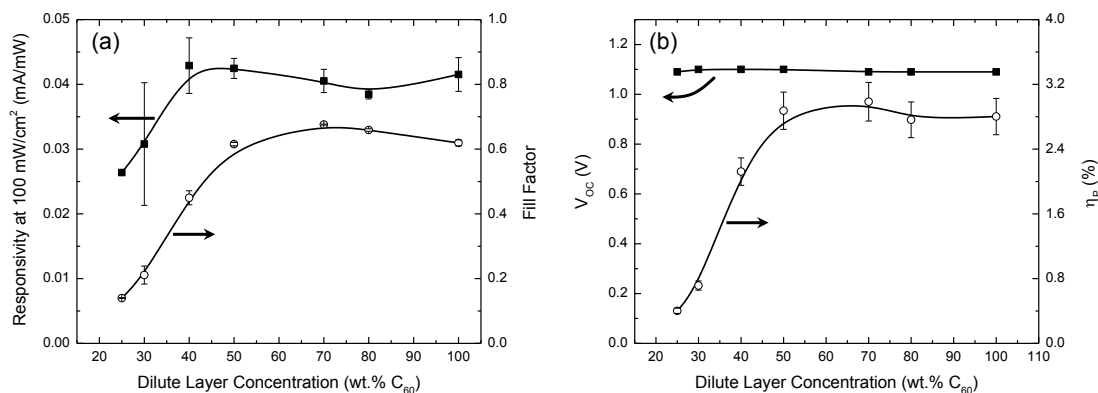 (a)
0.05
0.04
0.03
0.02
0.01
0.00
Responsivity at 100 mW/cm² (mA/mW)
1.0
0.8
0.6
0.4
0.2
0.0
Fill Factor
20 30 40 50 60 70 80 90 100
Dilute Layer Concentration (wt.% C₆₀)
(b)
1.2
1.0
0.8
0.6
0.4
0.2
0.0
V_OC (V)
4.0
3.2
2.4
1.6
0.8
0.0
η_P (%)
20 30 40 50 60 70 80 90 100 110
Dilute Layer Concentration (wt.% C₆₀)